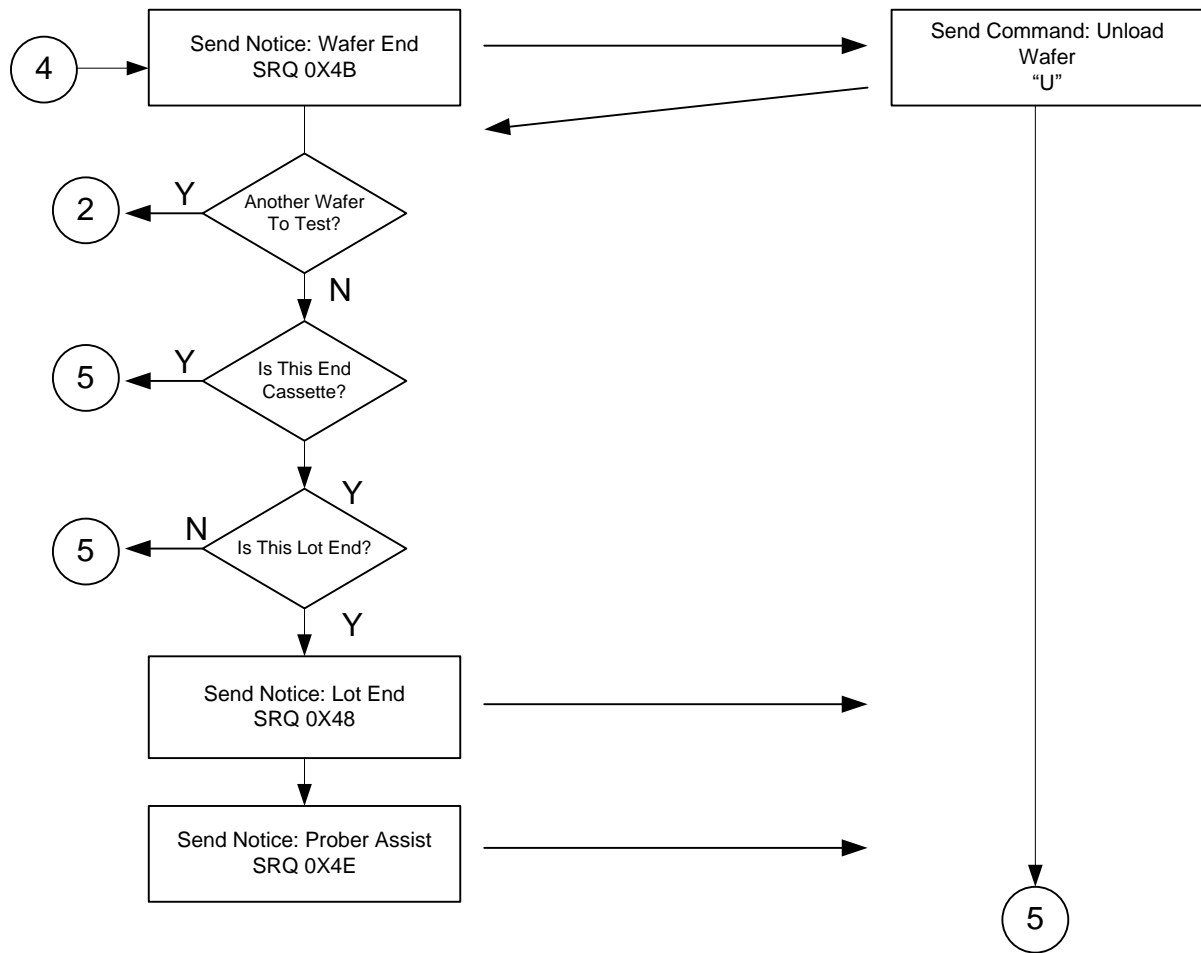 4
Send Notice: Wafer End
SRQ 0X4B
Send Command: Unload
Wafer
“U”
2
Y
Another Wafer
To Test?
N
5
Y
Is This End
Cassette?
Y
5
N
Is This Lot End?
Y
Send Notice: Lot End
SRQ 0X48
Send Notice: Prober Assist
SRQ 0X4E
5